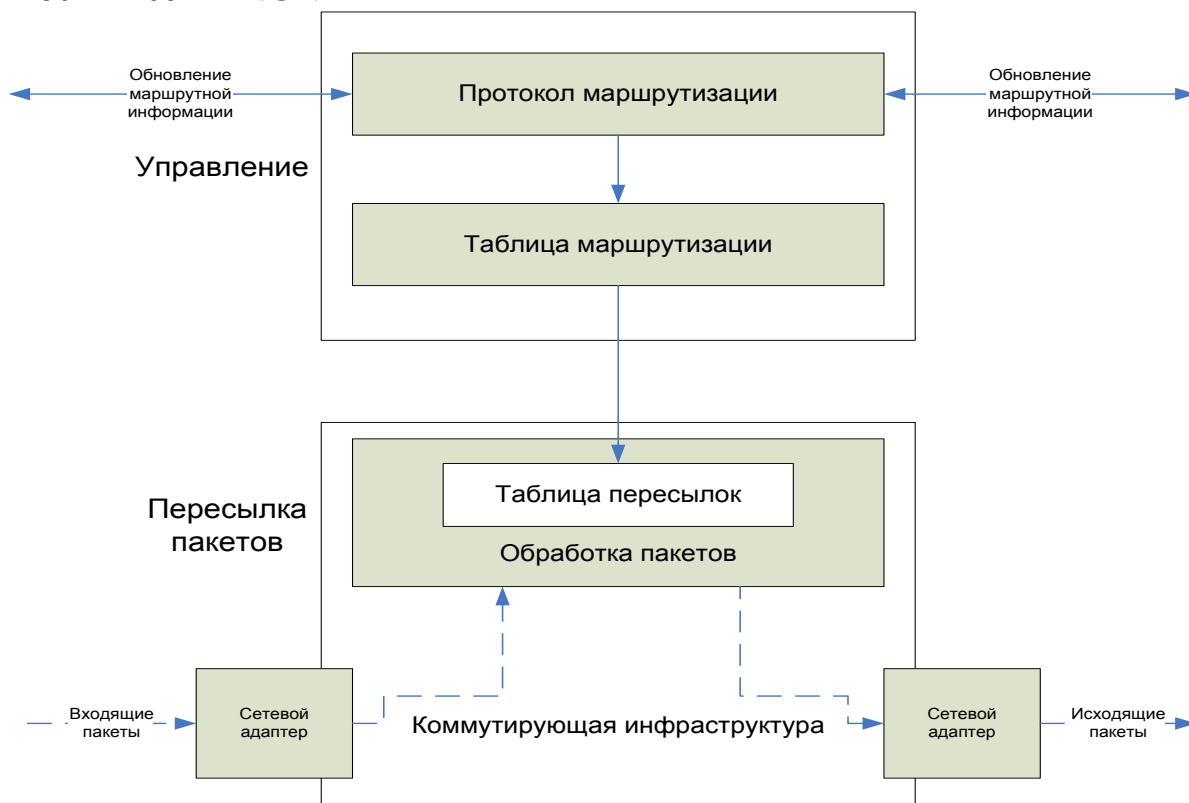 Обновление
маршрутной
информации
Протокол маршрутизации
Обновление
маршрутной
информации
Управление
Таблица маршрутизации
Таблица пересылок
Пересылка
пакетов
Обработка пакетов
Входящие
пакеты
Сетевой
адаптер
Коммутирующая инфраструктура
Сетевой
адаптер
Исходящие
пакеты